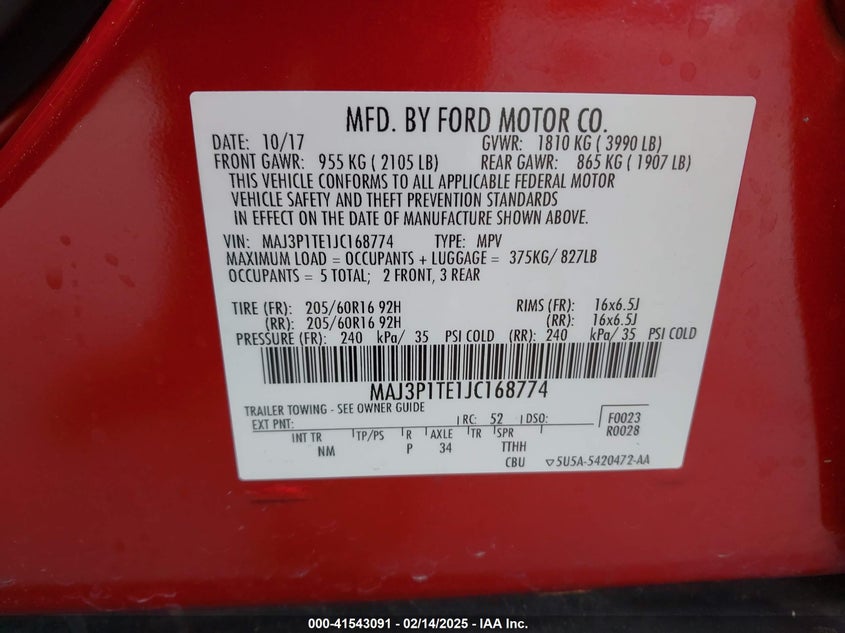 MFD. BY FORD MOTOR CO.
DATE: 10/17 GVWR: 1810 KG ( 3990 LB)
FRONT GAWR: 955 KG ( 2105 LB) REAR GAWR: 865 KG ( 1907 LB)
THIS VEHICLE CONFORMS TO ALL APPLICABLE FEDERAL MOTOR
VEHICLE SAFETY AND THEFT PREVENTION STANDARDS
IN EFFECT ON THE DATE OF MANUFACTURE SHOWN ABOVE.
VIN: MAJ3P1TE1JC168774 TYPE: MPV
MAXIMUM LOAD = OCCUPANTS + LUGGAGE = 375KG/ 827LB
OCCUPANTS = 5 TOTAL; 2 FRONT, 3 REAR
TIRE (FR): 205/60R16 92H RIMS (FR): 16x6.5J
(RR): 205/60R16 92H (RR): 16x6.5J
PRESSURE (FR): 240 kPa/ 35 PSI COLD (RR): 240 kPa/ 35 PSI COLD
MAJ3P1TE1JC168774
TRAILER TOWING - SEE OWNER GUIDE
EXT PNT: RC: 52 DSO: F0023
R0028
INT TR TP/PS R AXLE TR SPR
NM P 34 TTHH
CBU ▽5U5A-5420472-AA
000-41543091 - 02/14/2025 - IAA Inc.